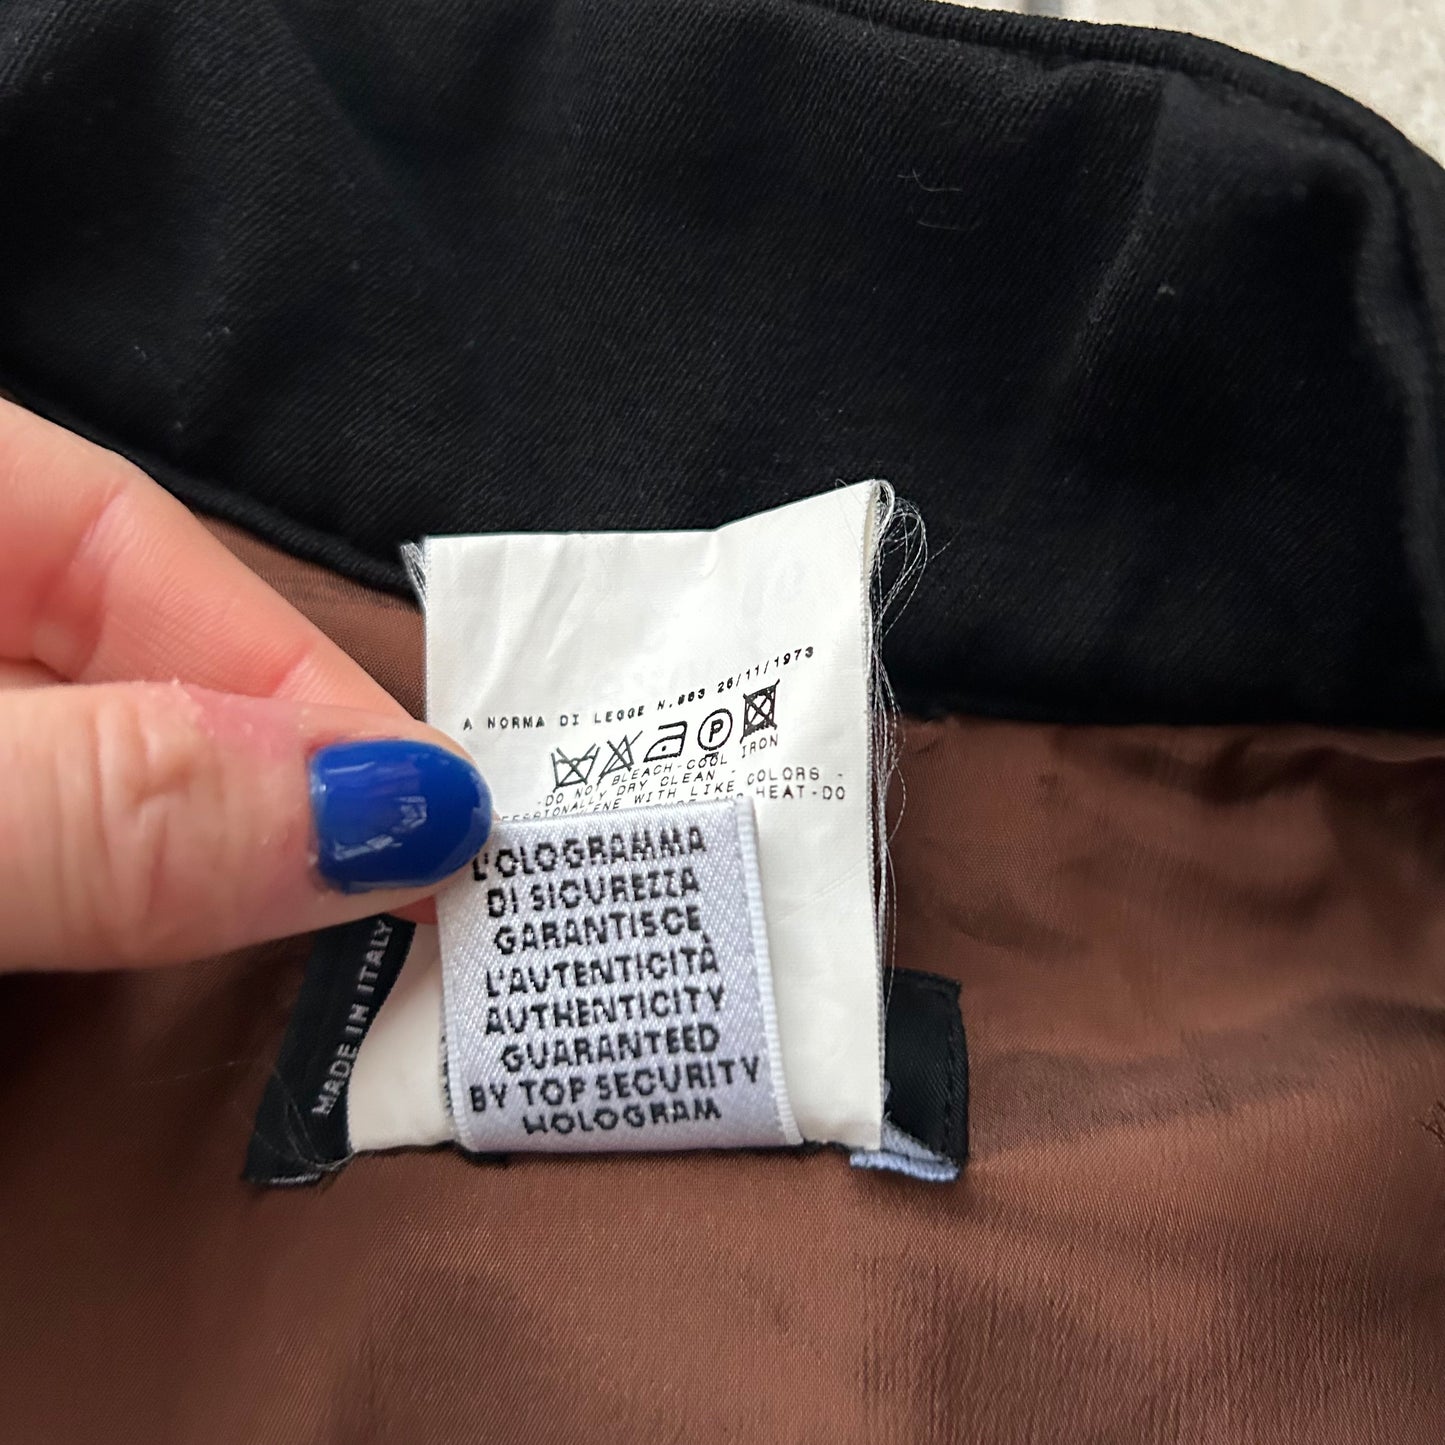 A NORMA DI LEGGE N.883 26/11/1973
P
BLEACH-COOL IRON
-DO NOT DRY CLEAN - COLORS -
WITH LIKE HEAT-DO
L'OLOGRAMMA
DI SICUREZZA
GARANTISCE
L'AUTENTICITÀ
AUTHENTICITY
GUARANTEED
BY TOP SECURITY
HOLOGRAM
MADE IN ITALY